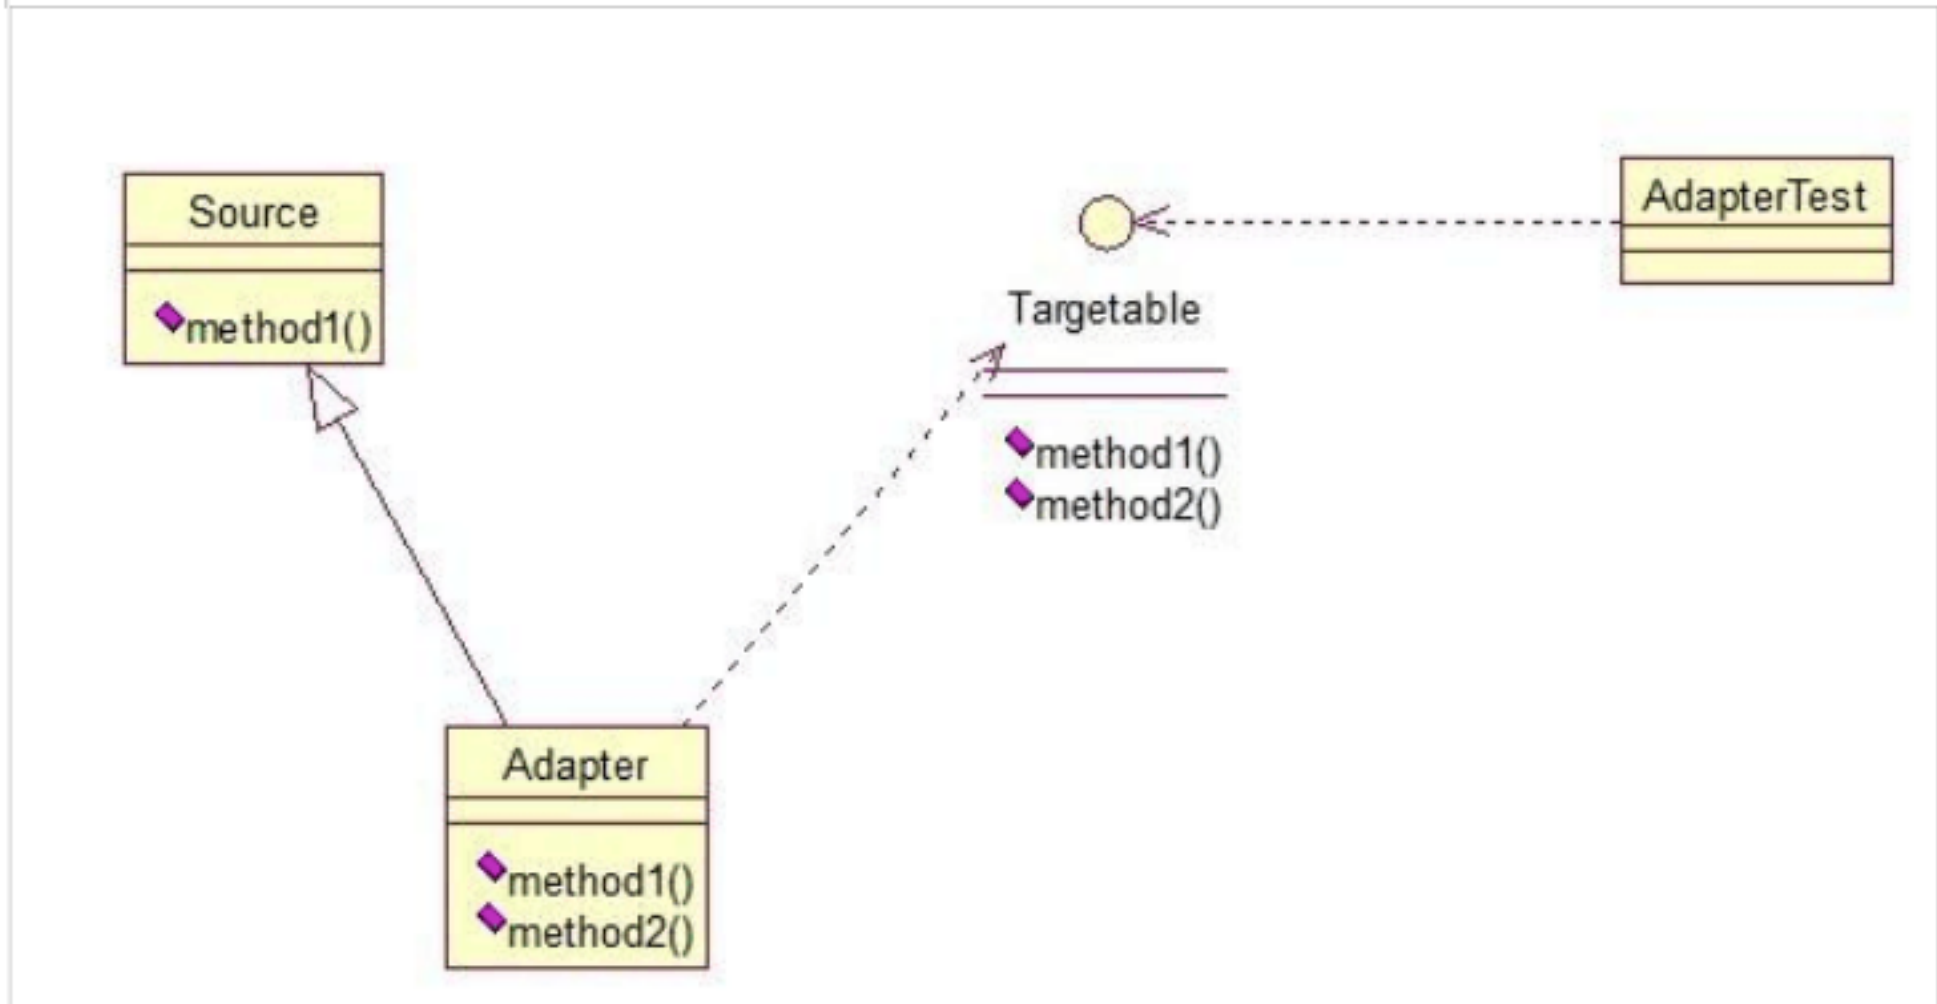 Source
method1()
Targetable
method1()
method2()
AdapterTest
Adapter
method1()
method2()